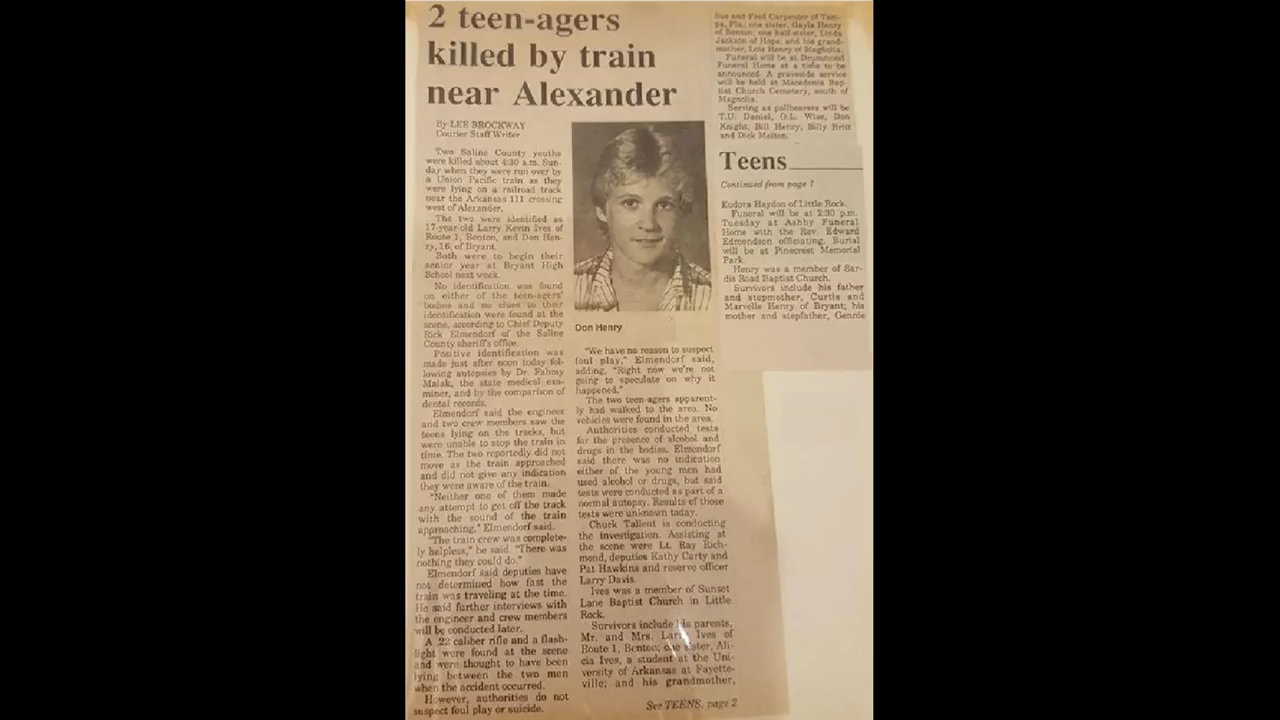 2 teen-agers
killed by train
near Alexander
By LEE BROCKWAY
Courier Staff Writer
Two Saline County youths
were killed about 4:30 a.m. Sun-
day when they were run over by
a Union Pacific train as they
were lying on a railroad track
near the Arkansas 111 crossing
west of Alexander.
The two were identified as
17-year-old Larry Kevin Ives of
Route 1, Benton, and Don Hen-
ry, 16, of Bryant.
Both were to begin their
senior year at Bryant High
School next week.
No identification was found
on either of the teen-agers'
bodies and no clues to their
identification were found at the
scene, according to Chief Deputy
Rick Elmendorf of the Saline
County sheriff's office.
Positive identification was
made just after noon today fol-
lowing autopsies by Dr. Fahmy
Malak, the state medical exa-
miner, and by the comparison of
dental records.
Elmendorf said the engineer
and two crew members saw the
teens lying on the tracks, but
were unable to stop the train in
time. The two reportedly did not
move as the train approached
and did not give any indication
they were aware of the train.
"Neither one of them made
any attempt to get off the track
with the sound of the train
approaching," Elmendorf said.
"The train crew was complete-
ly helpless," he said. "There was
nothing they could do."
Elmendorf said deputies have
not determined how fast the
train was traveling at the time.
He said further interviews with
the engineer and crew members
will be conducted later.
A .22 caliber rifle and a flash-
light were found at the scene
and were thought to have been
lying between the two men
when the accident occurred.
However, authorities do not
suspect foul play or suicide.
Don Henry
"We have no reason to suspect
foul play," Elmendorf said,
adding, "Right now we're not
going to speculate on why it
happened."
The two teen-agers apparent-
ly had walked to the area. No
vehicles were found in the area.
Authorities conducted tests
for the presence of alcohol and
drugs in the bodies. Elmendorf
said there was no indication
either of the young men had
used alcohol or drugs, but said
tests were conducted as part of a
normal autopsy. Results of those
tests were unknown today.
Chuck Tallent is conducting
the investigation. Assisting at
the scene were Lt. Ray Rich-
mond, deputies Kathy Carty and
Pat Hawkins and reserve officer
Larry Davis.
Ives was a member of Sunset
Lane Baptist Church in Little
Rock.
Survivors include his parents,
Mr. and Mrs. Larry Ives of
Route 1, Benton; one sister, Ali-
cia Ives, a student at the Uni-
versity of Arkansas at Fayette-
ville; and his grandmother,
See TEENS, page 2
Sue and Fred Carpenter of Tam-
pa, Fla.; one sister, Gayla Henry
of Benton; one half-sister, Linda
Jackson of Hope; and his grand-
mother, Lois Henry of Magnolia.
Funeral will be at Drummond
Funeral Home at a time to be
announced. A graveside service
will be held at Macedonia Bap-
tist Church Cemetery, south of
Magnolia.
Serving as pallbearers will be
T.U. Daniel, O.L. Wise, Don
Knight, Bill Henry, Billy Britt
and Dick Melton.
Teens
Continued from page 1
Eudora Haydon of Little Rock.
Funeral will be at 2:30 p.m.
Tuesday at Ashby Funeral
Home with the Rev. Edward
Edmendson officiating. Burial
will be at Pinecrest Memorial
Park.
Henry was a member of Sar-
dis Road Baptist Church.
Survivors include his father
and stepmother, Curtis and
Marvelle Henry of Bryant; his
mother and stepfather, Gennie